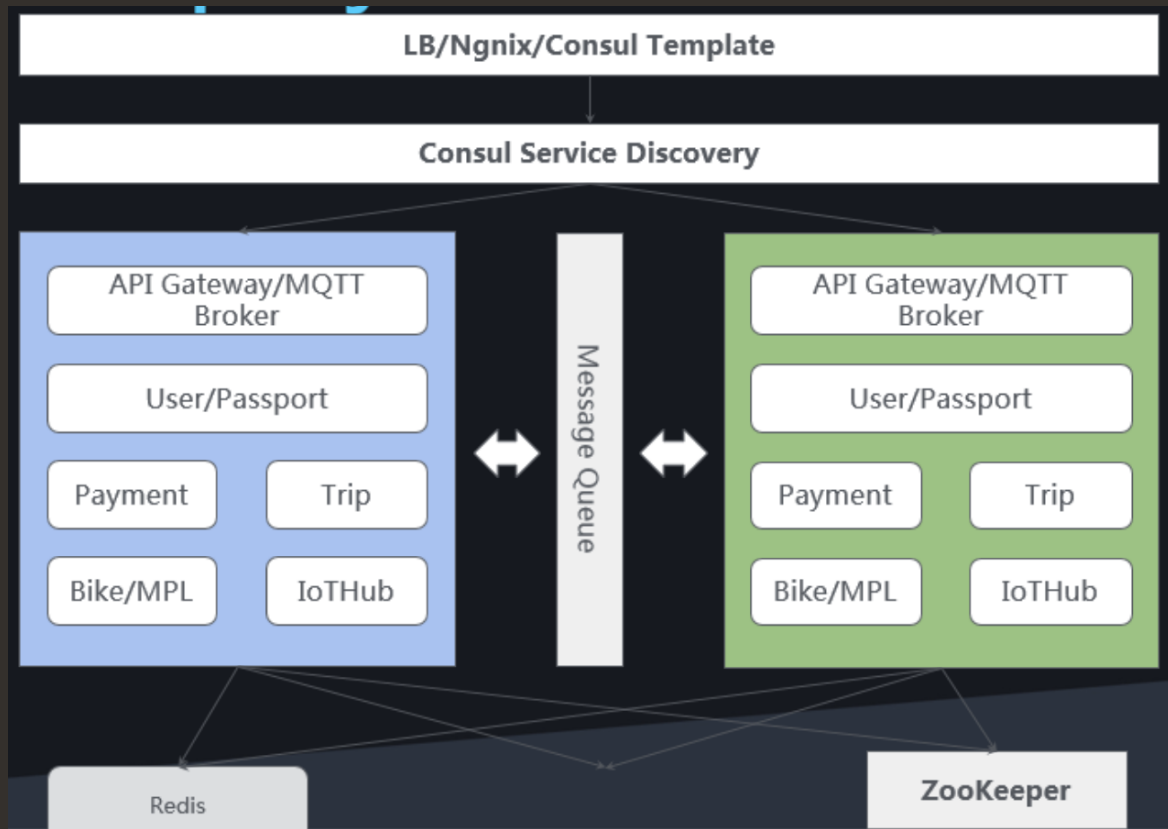 LB/Ngnix/Consul Template
Consul Service Discovery
API Gateway/MQTT
Broker
User/Passport
Payment
Trip
Bike/MPL
IoTHub
Message Queue
API Gateway/MQTT
Broker
User/Passport
Payment
Trip
Bike/MPL
IoTHub
Redis
ZooKeeper